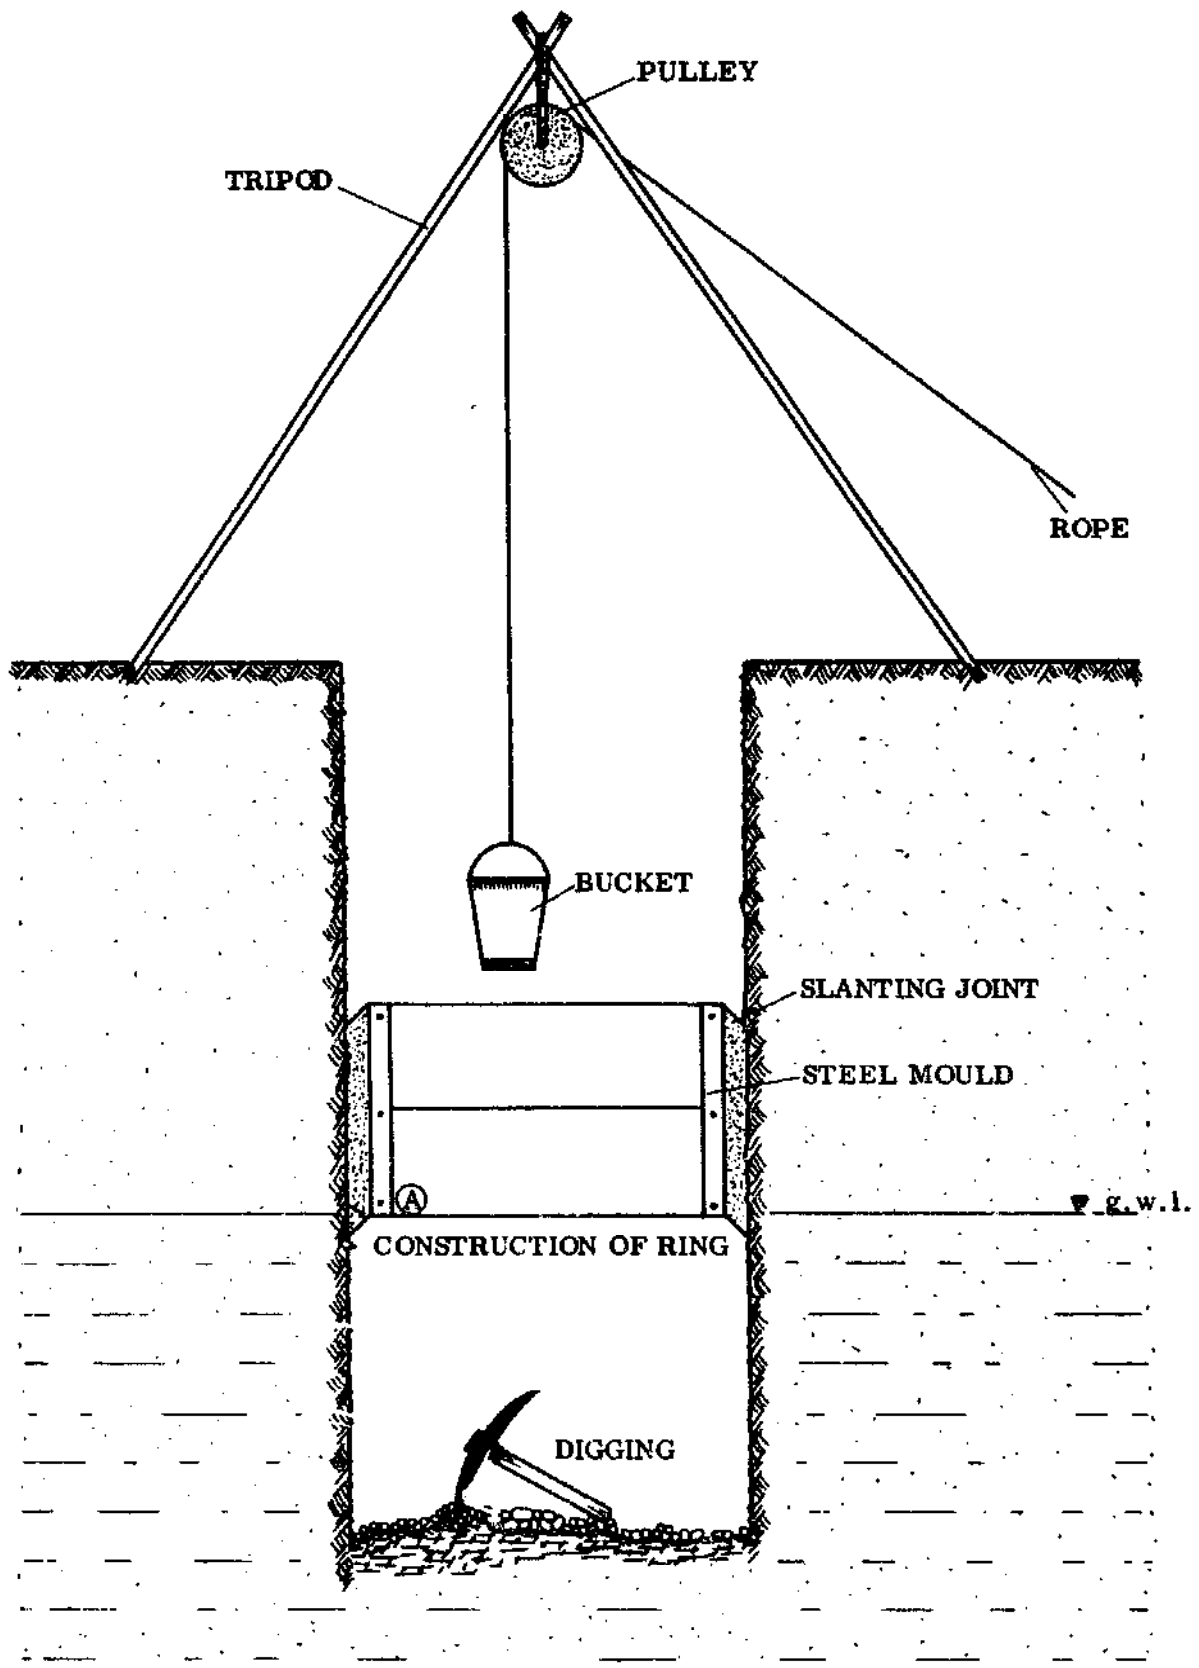 PULLEY
TRIPOD
ROPE
BUCKET
SLANTING JOINT
STEEL MOULD
A
g.w.l.
CONSTRUCTION OF RING
DIGGING